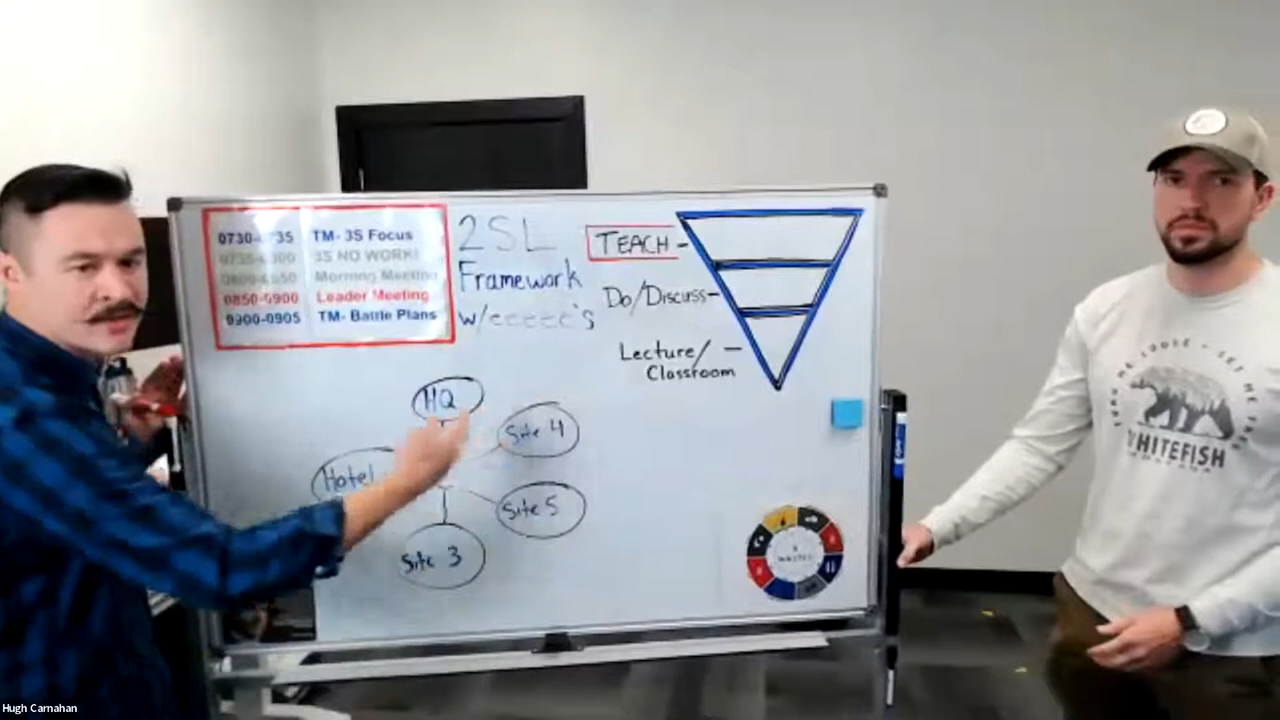 TM- 3S Focus
3S NO WORK!
Morning Meeting
0850-0900 Leader Meeting
0900-0905 TM- Battle Plans
2SL
Framework
w/eeeee's
TEACH
Do/Discuss
Lecture/
Classroom
HQ
Site 4
Hotel
Site 5
Site 3
WHITEFISH
Hugh Carnahan